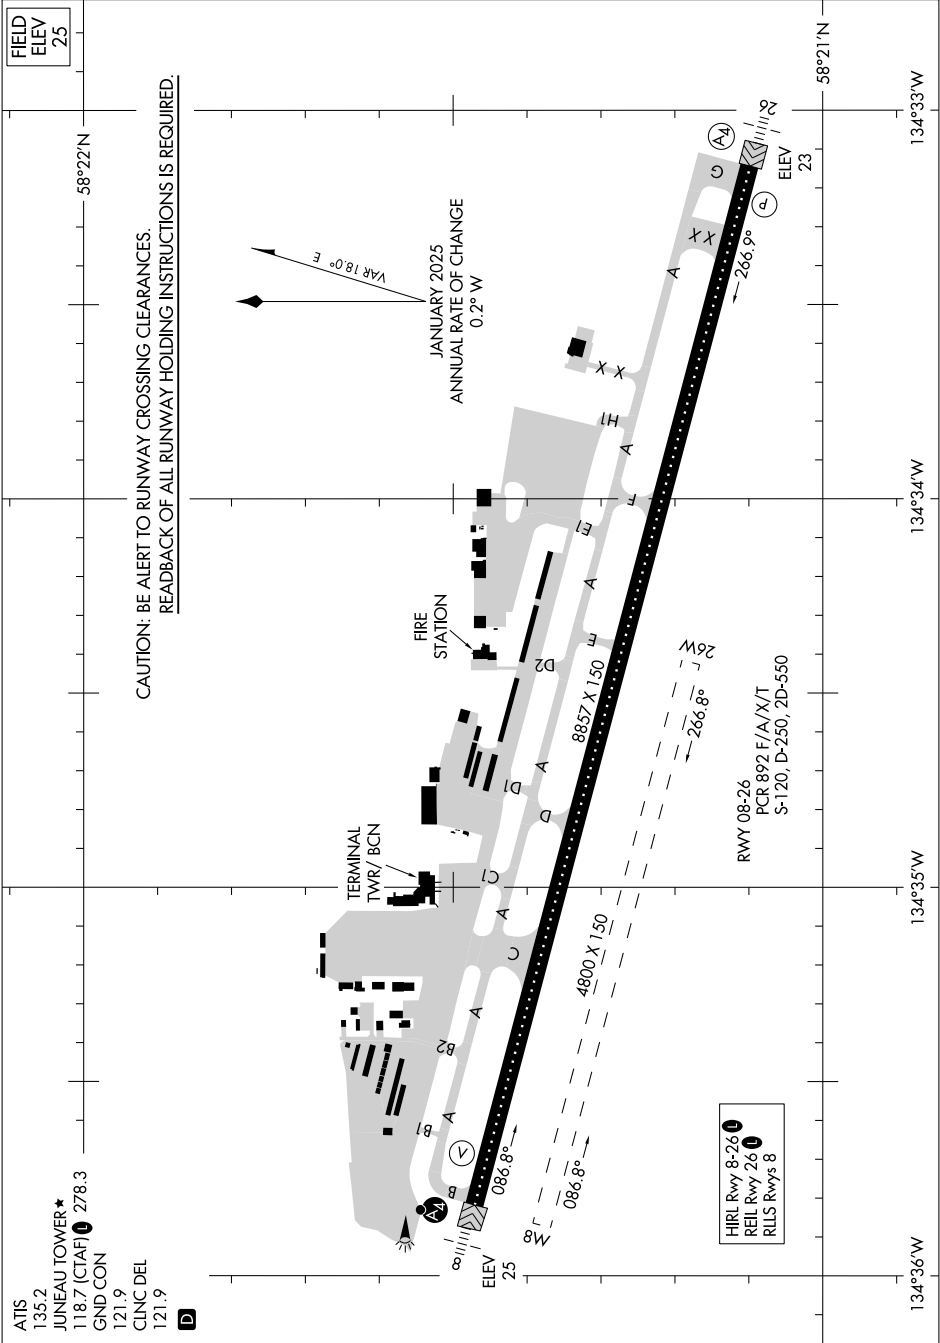 FIELD
ELEV
25
ATIS
135.2
JUNEAU TOWER★
118.7 (CTAF) L 278.3
GND CON
121.9
CLNC DEL
121.9
D
CAUTION: BE ALERT TO RUNWAY CROSSING CLEARANCES.
READBACK OF ALL RUNWAY HOLDING INSTRUCTIONS IS REQUIRED.
58°22'N
58°21'N
VAR 18.0° E
JANUARY 2025
ANNUAL RATE OF CHANGE
0.2° W
TERMINAL
TWR/BCN
FIRE
STATION
A4
8
ELEV
25
V
B
B1
A
B2
A
C
A
C1
D
D1
A
D2
E
A
E1
F
A
H1
X X
A
X X
G
A4
26
ELEV
23
P
086.8°
8857 X 150
266.9°
8W
086.8°
4800 X 150
266.8°
26W
RWY 08-26
PCR 892 F/A/X/T
S-120, D-250, 2D-550
HIRL Rwy 8-26 L
REIL Rwy 26 L
RLLS Rwys 8
134°36'W
134°35'W
134°34'W
134°33'W